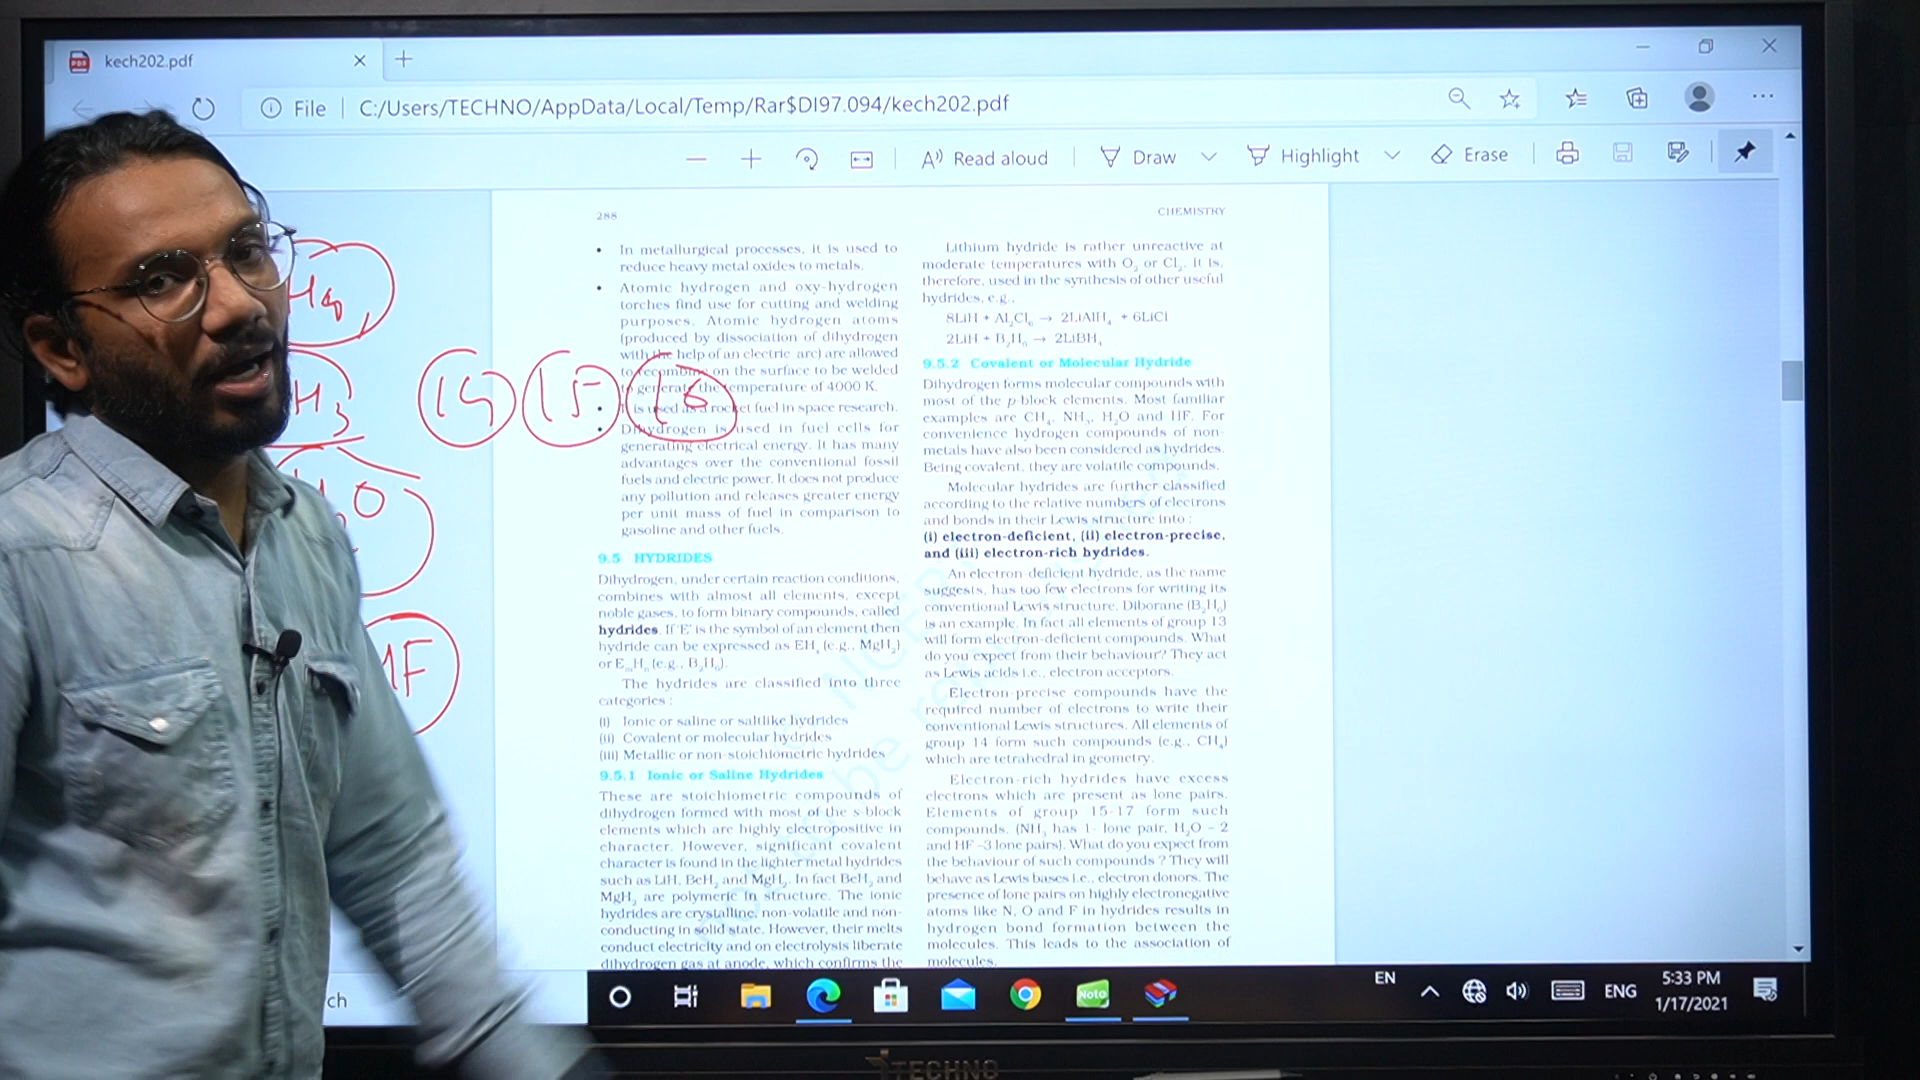 kech202.pdf
File | C:/Users/TECHNO/AppData/Local/Temp/Rar$DI97.094/kech202.pdf
Read aloud
Draw
Highlight
Erase
288
CHEMISTRY
• In metallurgical processes, it is used to
reduce heavy metal oxides to metals.
• Atomic hydrogen and oxy-hydrogen
torches find use for cutting and welding
purposes. Atomic hydrogen atoms
(produced by dissociation of dihydrogen
with the help of an electric arc) are allowed
to recombine on the surface to be welded
to generate the temperature of 4000 K.
• It is used as a rocket fuel in space research.
• Dihydrogen is used in fuel cells for
generating electrical energy. It has many
advantages over the conventional fossil
fuels and electric power. It does not produce
any pollution and releases greater energy
per unit mass of fuel in comparison to
gasoline and other fuels.
9.5 HYDRIDES
Dihydrogen, under certain reaction conditions,
combines with almost all elements, except
noble gases, to form binary compounds, called
hydrides. If 'E' is the symbol of an element then
hydride can be expressed as EHₓ (e.g., MgH₂)
or EₘHₙ (e.g., B₂H₆).
The hydrides are classified into three
categories :
(i) Ionic or saline or saltlike hydrides
(ii) Covalent or molecular hydrides
(iii) Metallic or non-stoichiometric hydrides
9.5.1 Ionic or Saline Hydrides
These are stoichiometric compounds of
dihydrogen formed with most of the s-block
elements which are highly electropositive in
character. However, significant covalent
character is found in the lighter metal hydrides
such as LiH, BeH₂ and MgH₂. In fact BeH₂ and
MgH₂ are polymeric in structure. The ionic
hydrides are crystalline, non-volatile and non-
conducting in solid state. However, their melts
conduct electricity and on electrolysis liberate
dihydrogen gas at anode, which confirms the
Lithium hydride is rather unreactive at
moderate temperatures with O₂ or Cl₂. It is,
therefore, used in the synthesis of other useful
hydrides, e.g.,
8LiH + Al₂Cl₆ → 2LiAlH₄ + 6LiCl
2LiH + B₂H₆ → 2LiBH₄
9.5.2 Covalent or Molecular Hydride
Dihydrogen forms molecular compounds with
most of the p-block elements. Most familiar
examples are CH₄, NH₃, H₂O and HF. For
convenience hydrogen compounds of non-
metals have also been considered as hydrides.
Being covalent, they are volatile compounds.
Molecular hydrides are further classified
according to the relative numbers of electrons
and bonds in their Lewis structure into :
(i) electron-deficient, (ii) electron-precise,
and (iii) electron-rich hydrides.
An electron-deficient hydride, as the name
suggests, has too few electrons for writing its
conventional Lewis structure. Diborane (B₂H₆)
is an example. In fact all elements of group 13
will form electron-deficient compounds. What
do you expect from their behaviour? They act
as Lewis acids i.e., electron acceptors.
Electron-precise compounds have the
required number of electrons to write their
conventional Lewis structures. All elements of
group 14 form such compounds (e.g., CH₄)
which are tetrahedral in geometry.
Electron-rich hydrides have excess
electrons which are present as lone pairs.
Elements of group 15-17 form such
compounds. (NH₃ has 1- lone pair, H₂O – 2
and HF –3 lone pairs). What do you expect from
the behaviour of such compounds ? They will
behave as Lewis bases i.e., electron donors. The
presence of lone pairs on highly electronegative
atoms like N, O and F in hydrides results in
hydrogen bond formation between the
molecules. This leads to the association of
molecules.
H₄
H₃
O
F
15
16
ch
Note
EN
ENG
5:33 PM
1/17/2021
TECHNO